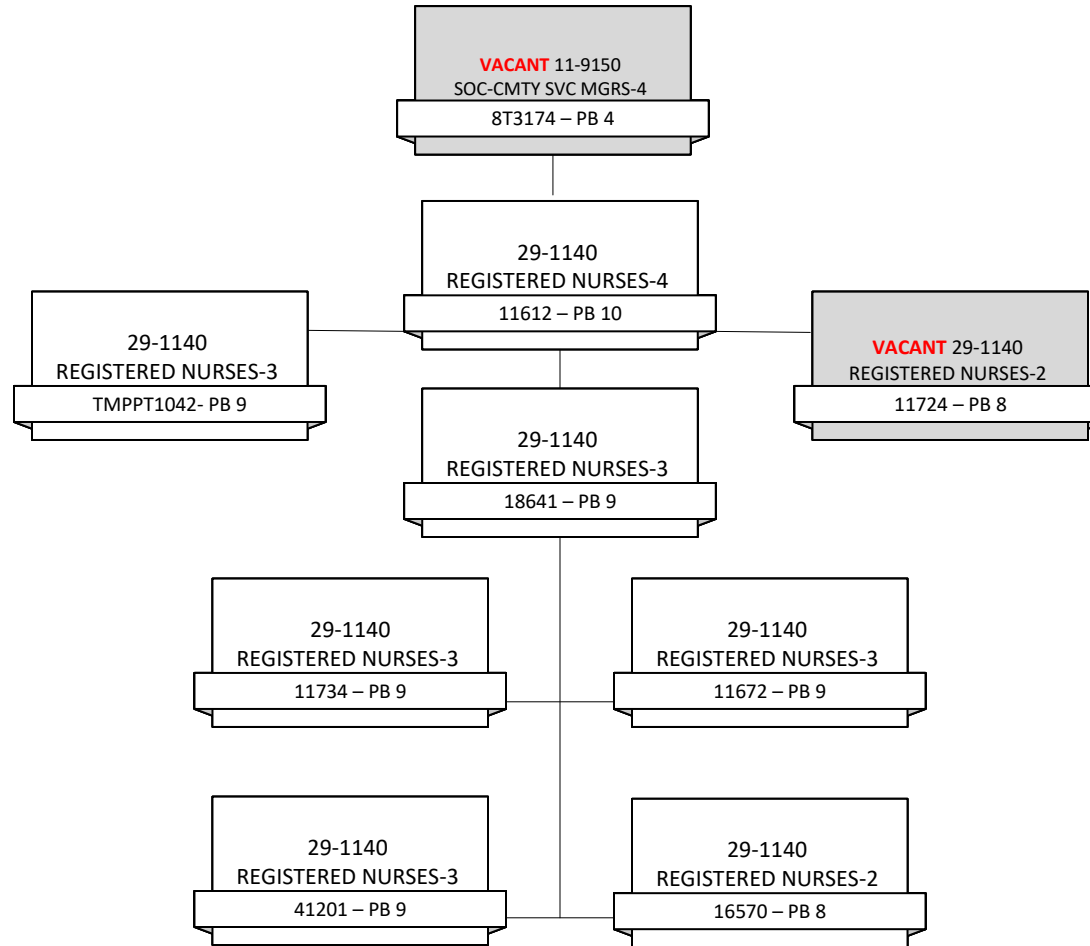 VACANT 11-9150
SOC-CMTY SVC MGRS-4
8T3174 – PB 4
29-1140
REGISTERED NURSES-4
11612 – PB 10
29-1140
REGISTERED NURSES-3
TMPPT1042- PB 9
VACANT 29-1140
REGISTERED NURSES-2
11724 – PB 8
29-1140
REGISTERED NURSES-3
18641 – PB 9
29-1140
REGISTERED NURSES-3
11734 – PB 9
29-1140
REGISTERED NURSES-3
11672 – PB 9
29-1140
REGISTERED NURSES-3
41201 – PB 9
29-1140
REGISTERED NURSES-2
16570 – PB 8